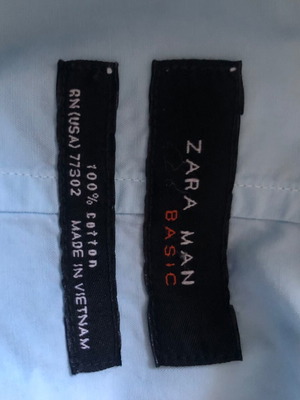 ZARA MAN
BASIC
100% cotton
MADE IN VIETNAM
RN (USA) 77302